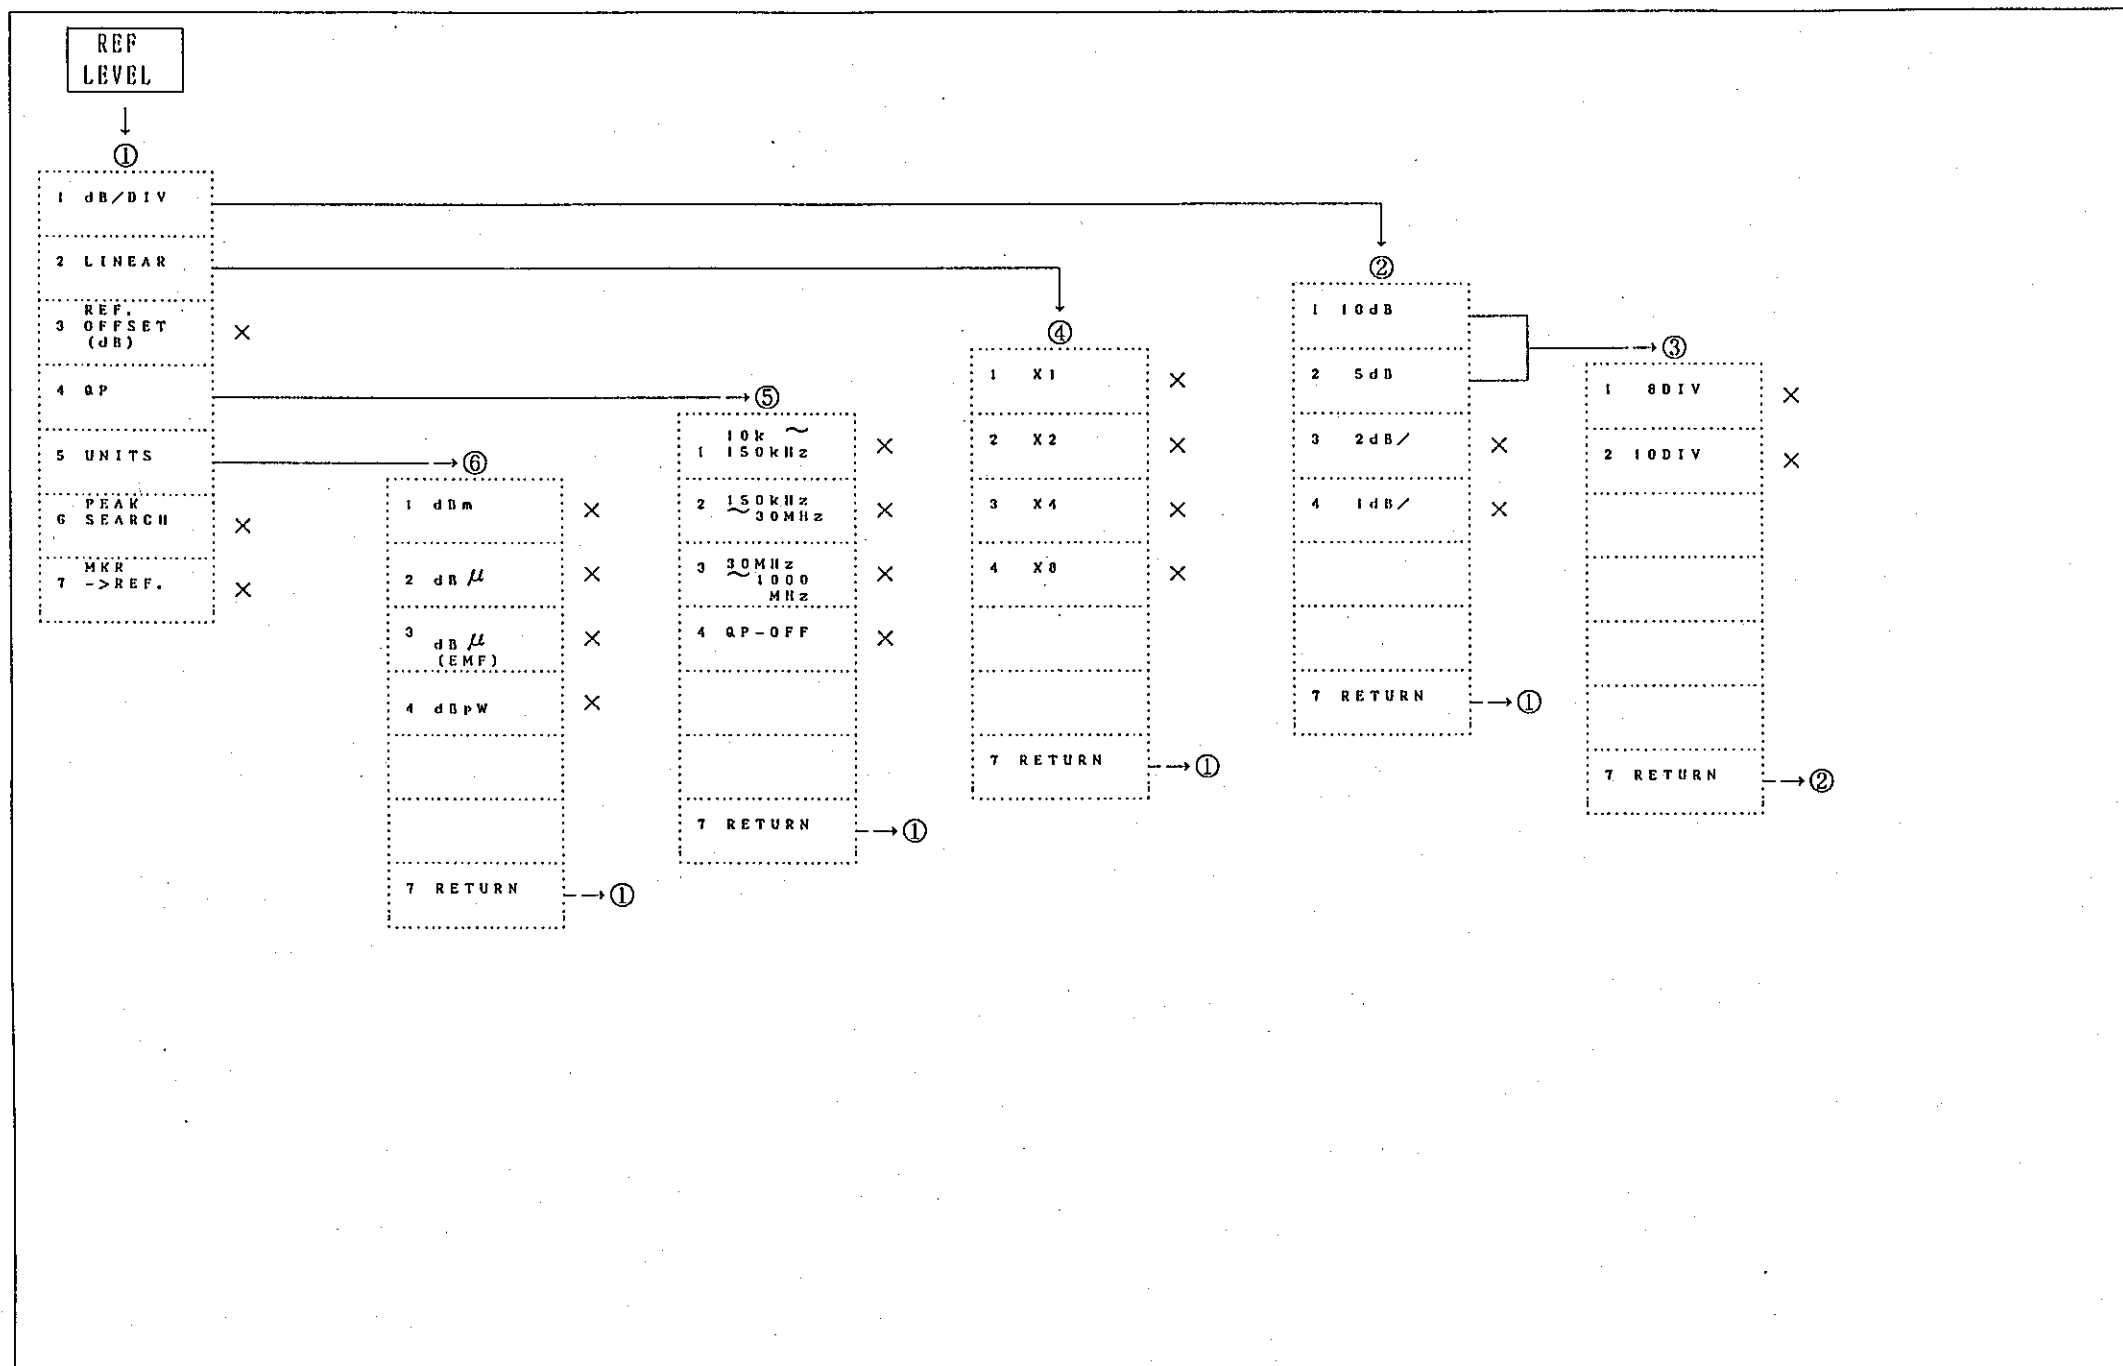 REF
LEVEL
①
1 dB/DIV
2 LINEAR
REF.
3 OFFSET
(dB)
×
4 QP
5 UNITS
PEAK
6 SEARCH
×
MKR
7 ->REF.
×
⑥
1 dBm ×
2 dBμ ×
3 dBμ
(EMF)
×
4 dBpW ×
7 RETURN ①
⑤
10k ~
1 150kHz
×
2 150kHz
~ 30MHz
×
3 30MHz
~ 1000
MHz
×
4 QP-OFF ×
7 RETURN ①
④
1 X1 ×
2 X2 ×
3 X4 ×
4 X8 ×
7 RETURN ①
②
1 10dB
2 5dB
3 2dB/ ×
4 1dB/ ×
7 RETURN ①
③
1 8DIV ×
2 10DIV ×
7 RETURN ②